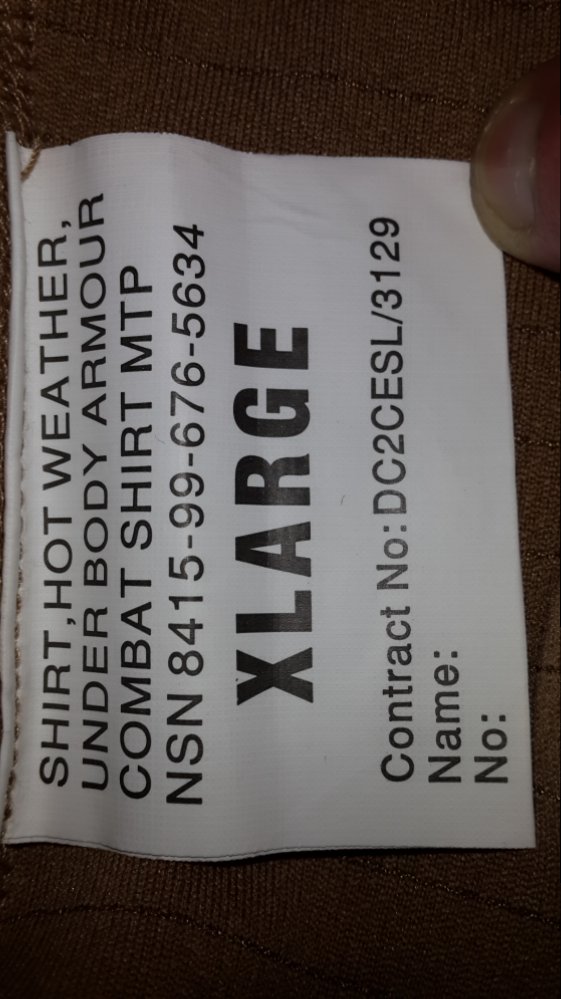 SHIRT,HOT WEATHER,
UNDER BODY ARMOUR
COMBAT SHIRT MTP
NSN 8415-99-676-5634
XLARGE
Contract No:DC2CESL/3129
Name:
No: